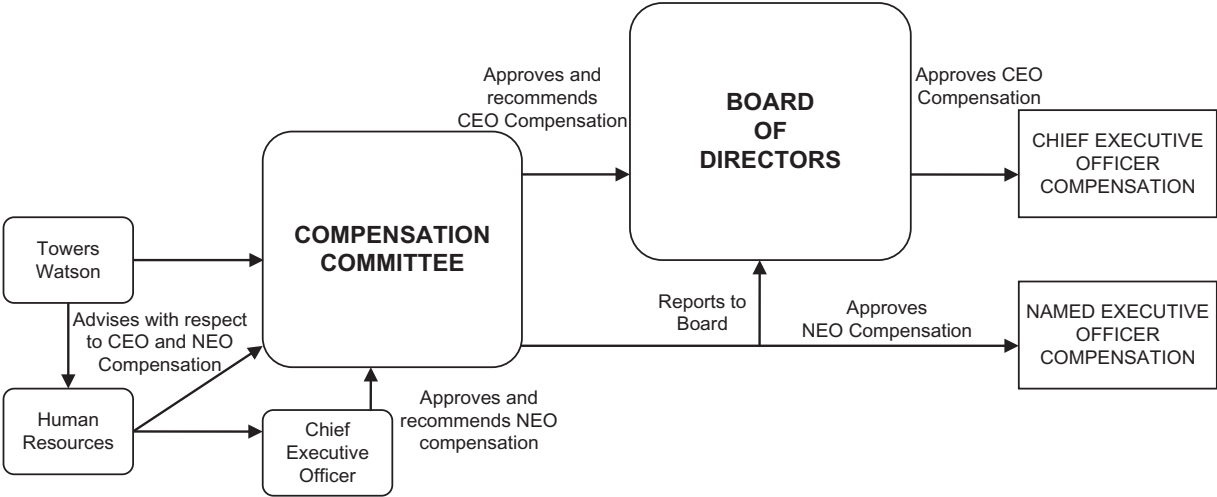 Approves and
recommends
CEO Compensation
BOARD
OF
DIRECTORS
Approves CEO
Compensation
CHIEF EXECUTIVE
OFFICER
COMPENSATION
Towers
Watson
COMPENSATION
COMMITTEE
Reports to
Board
Approves
NEO Compensation
NAMED EXECUTIVE
OFFICER
COMPENSATION
Advises with respect
to CEO and NEO
Compensation
Human
Resources
Chief
Executive
Officer
Approves and
recommends NEO
compensation